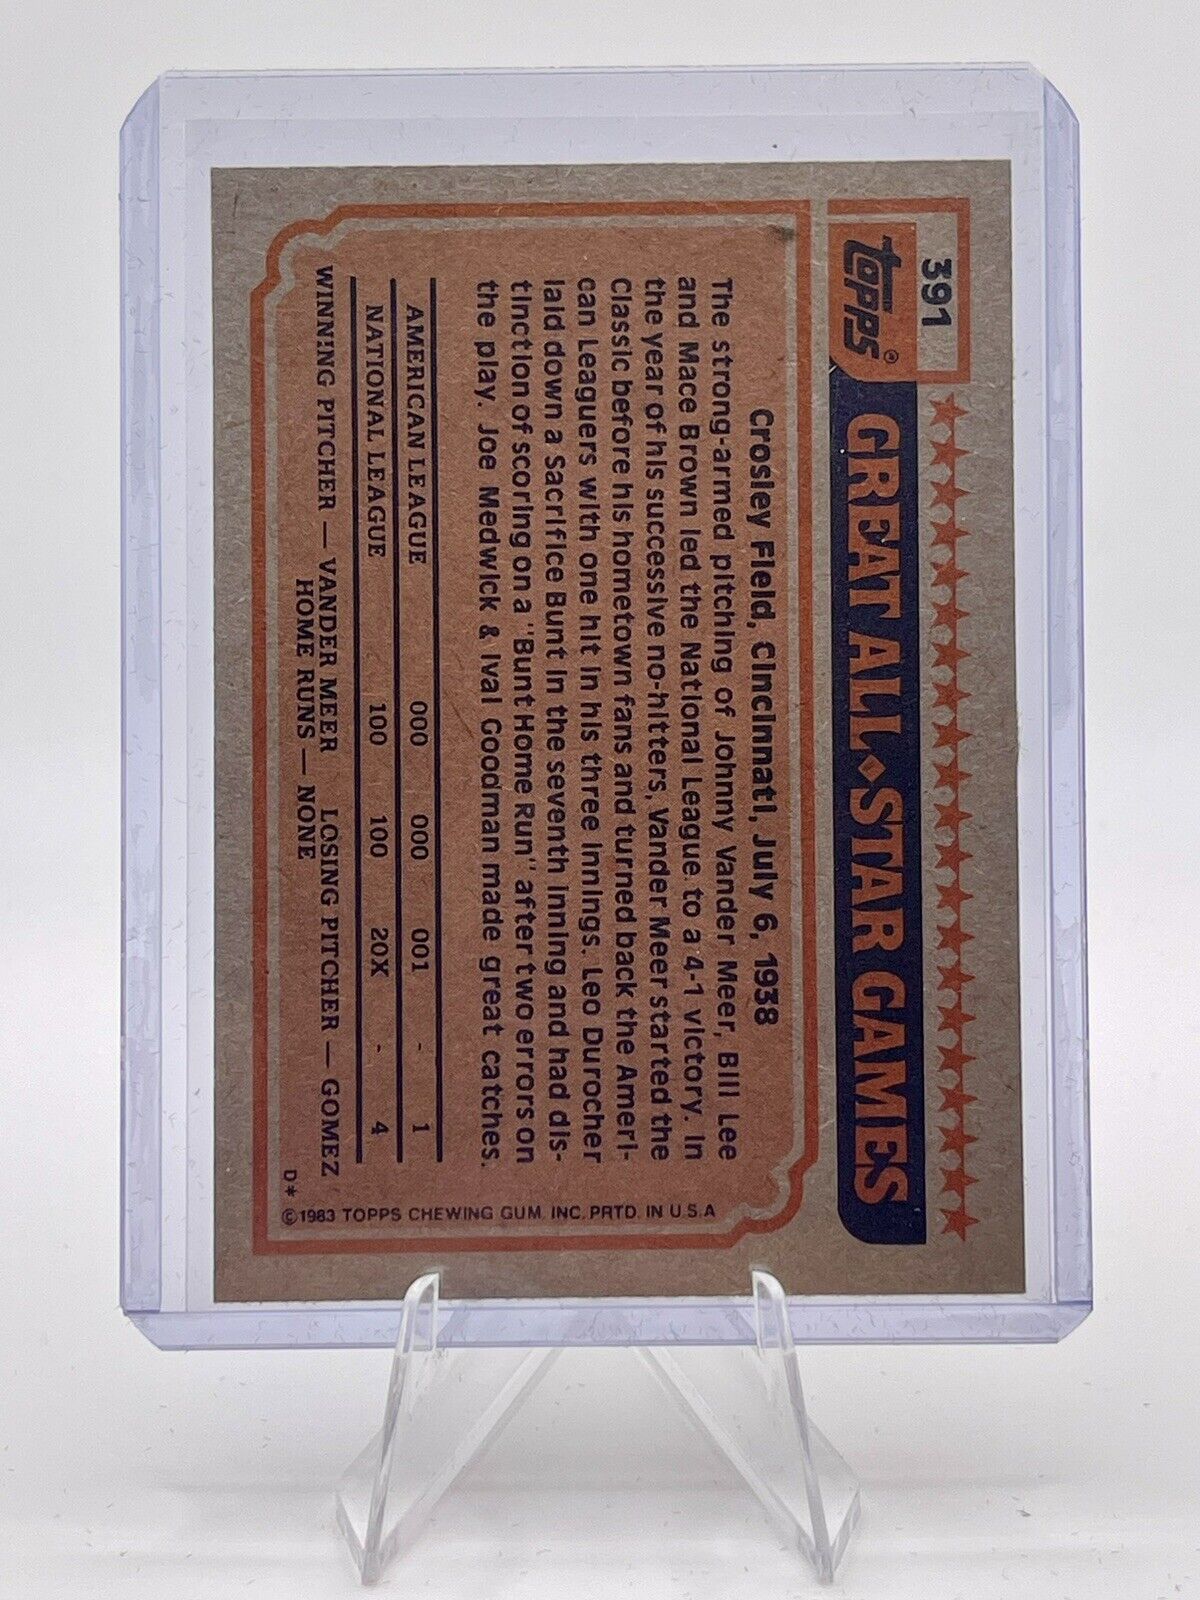 391
topps®
GREAT ALL◆STAR GAMES
Crosley Field, Cincinnati, July 6, 1938
The strong-armed pitching of Johnny Vander Meer, Bill Lee
and Mace Brown led the National League to a 4-1 victory. In
the year of his successive no-hitters, Vander Meer started the
Classic before his hometown fans and turned back the Ameri-
can Leaguers with one hit in his three innings. Leo Durocher
laid down a Sacrifice Bunt in the seventh inning and had dis-
tinction of scoring on a "Bunt Home Run" after two errors on
the play. Joe Medwick & Ival Goodman made great catches.
AMERICAN LEAGUE 000 000 001 - 1
NATIONAL LEAGUE 100 100 20X - 4
WINNING PITCHER — VANDER MEER LOSING PITCHER — GOMEZ
HOME RUNS — NONE
D*
©1983 TOPPS CHEWING GUM. INC. PRTD. IN U.S.A